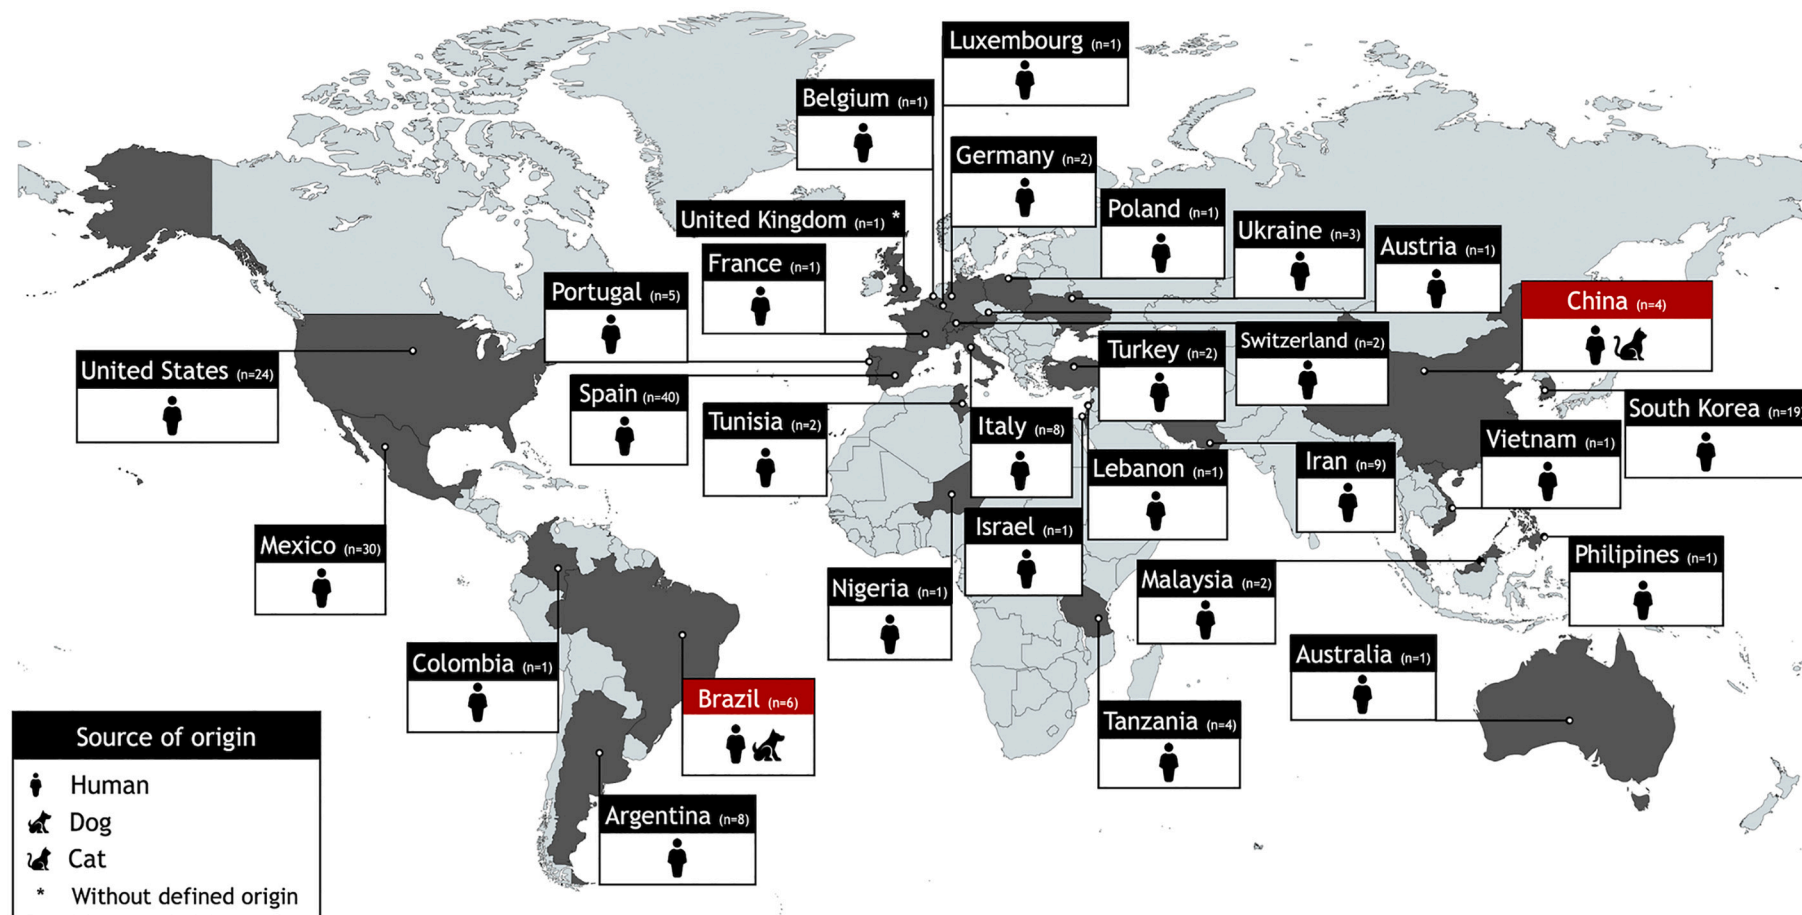 Luxembourg (n=1)
Belgium (n=1)
Germany (n=2)
Poland (n=1)
United Kingdom (n=1) *
Ukraine (n=3)
Austria (n=1)
France (n=1)
Portugal (n=5)
China (n=4)
United States (n=24)
Spain (n=40)
Turkey (n=2)
Switzerland (n=2)
South Korea (n=19)
Tunisia (n=2)
Italy (n=8)
Lebanon (n=1)
Iran (n=9)
Vietnam (n=1)
Mexico (n=30)
Israel (n=1)
Nigeria (n=1)
Malaysia (n=2)
Philipines (n=1)
Colombia (n=1)
Brazil (n=6)
Australia (n=1)
Tanzania (n=4)
Argentina (n=8)
Source of origin
Human
Dog
Cat
* Without defined origin